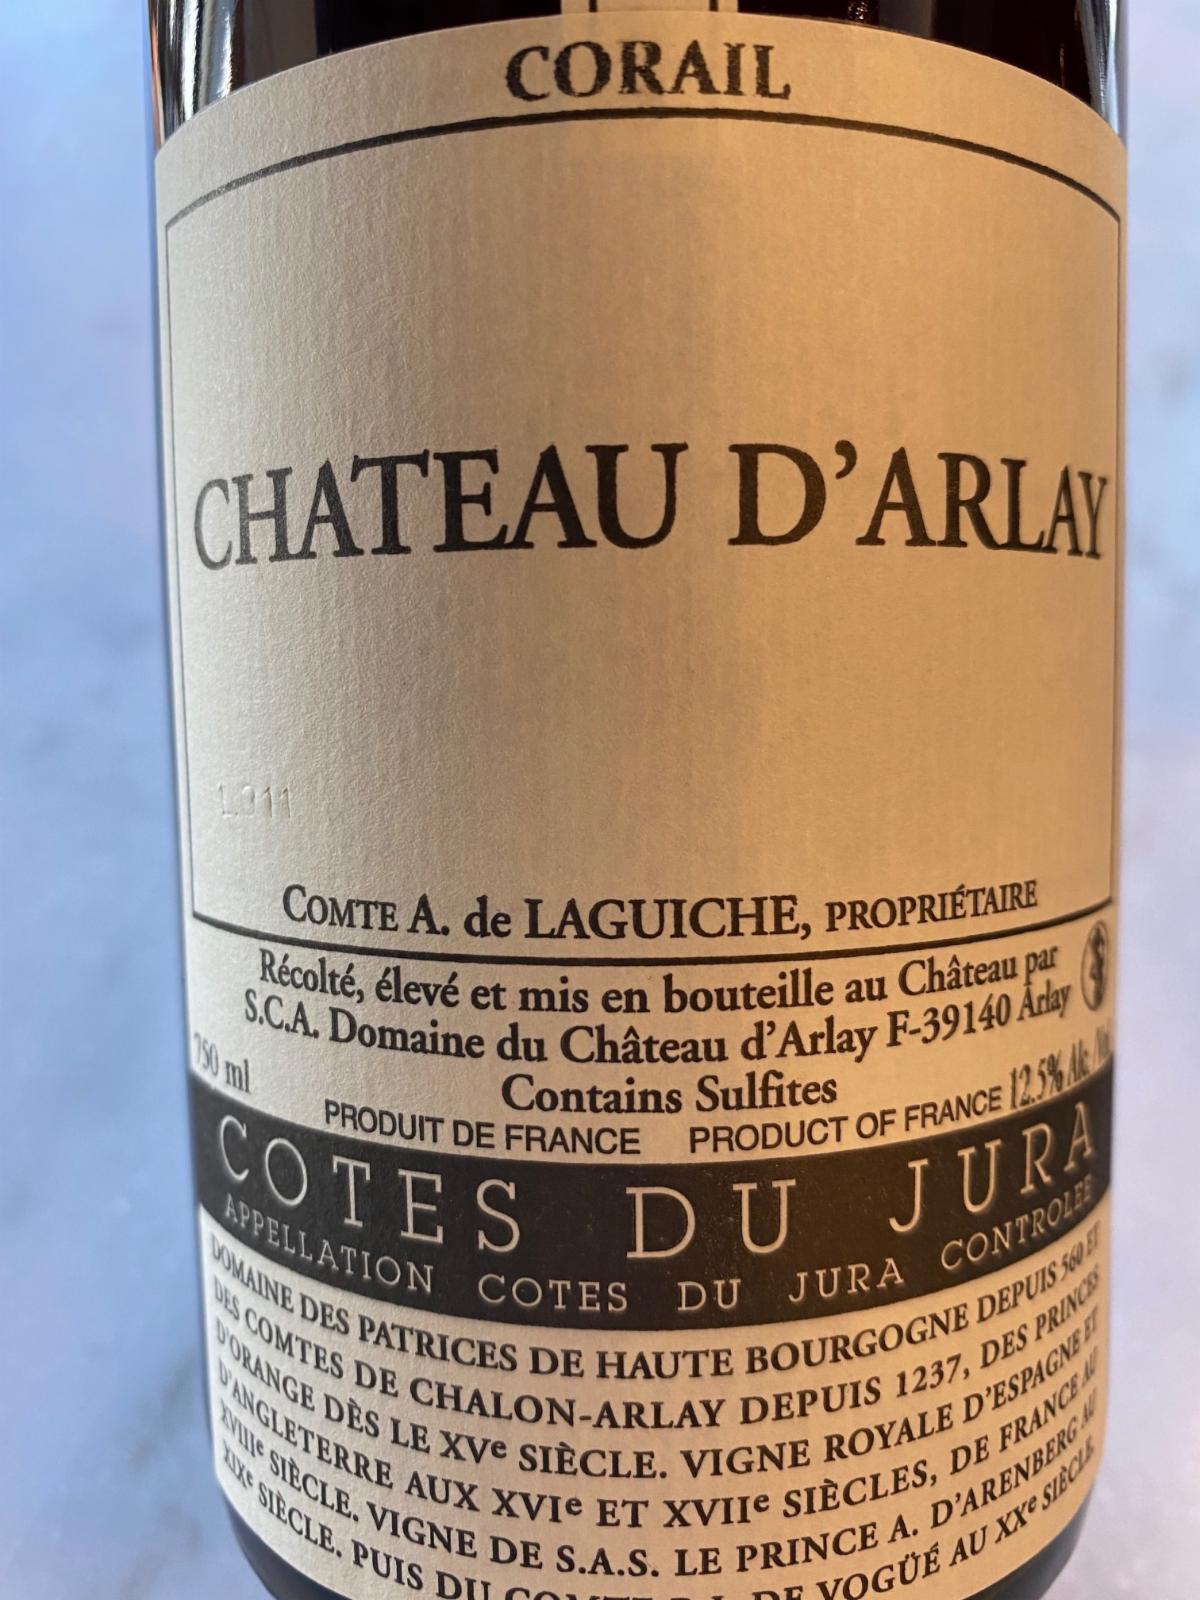 CORAIL
CHATEAU D'ARLAY
L.911
COMTE A. de LAGUICHE, PROPRIÉTAIRE
Récolté, élevé et mis en bouteille au Château par
S.C.A. Domaine du Château d'Arlay F-39140 Arlay
750 ml
Contains Sulfites
12.5% Alc./Vol.
PRODUIT DE FRANCE PRODUCT OF FRANCE
COTES DU JURA
APPELLATION COTES DU JURA CONTROLÉE
DOMAINE DES PATRICES DE HAUTE BOURGOGNE DEPUIS 560 ET
DES COMTES DE CHALON-ARLAY DEPUIS 1237, DES PRINCES
D'ORANGE DÈS LE XVe SIÈCLE. VIGNE ROYALE D'ESPAGNE ET
D'ANGLETERRE AUX XVIe ET XVIIe SIÈCLES, DE FRANCE AU
XVIIIe SIÈCLE. VIGNE DE S.A.S. LE PRINCE A. D'ARENBERG AU
XIXe SIÈCLE. PUIS DU COMTE R.I. DE VOGÜÉ AU XXe SIÈCLE.